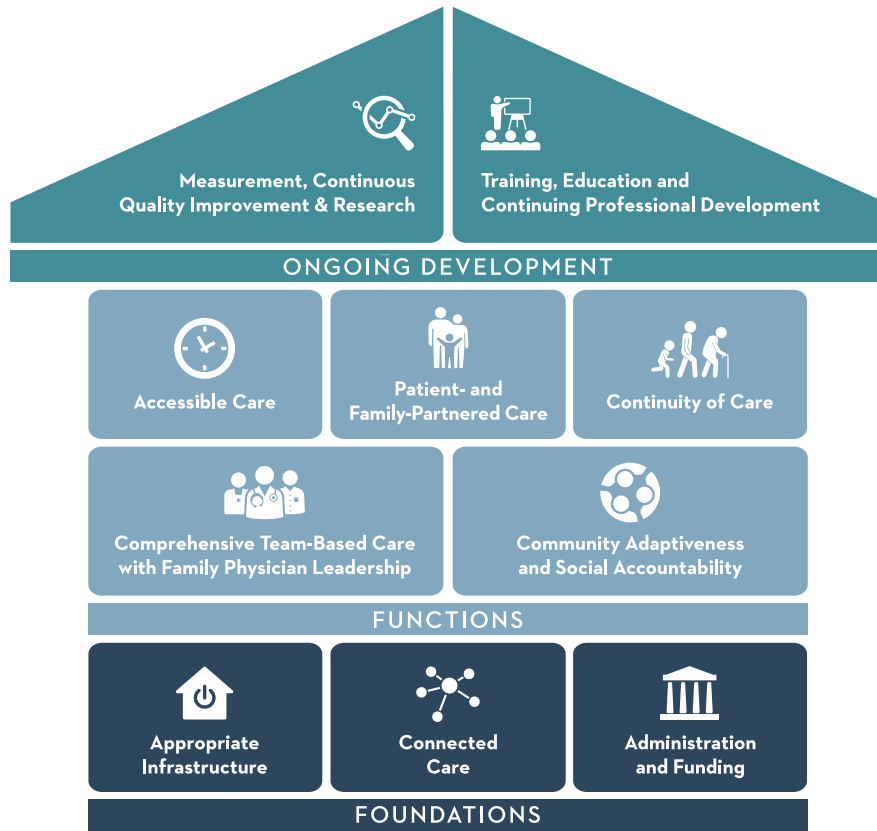 Measurement, Continuous
Quality Improvement & Research
Training, Education and
Continuing Professional Development
ONGOING DEVELOPMENT
Accessible Care
Patient- and
Family-Partnered Care
Continuity of Care
Comprehensive Team-Based Care
with Family Physician Leadership
Community Adaptiveness
and Social Accountability
FUNCTIONS
Appropriate
Infrastructure
Connected
Care
Administration
and Funding
FOUNDATIONS